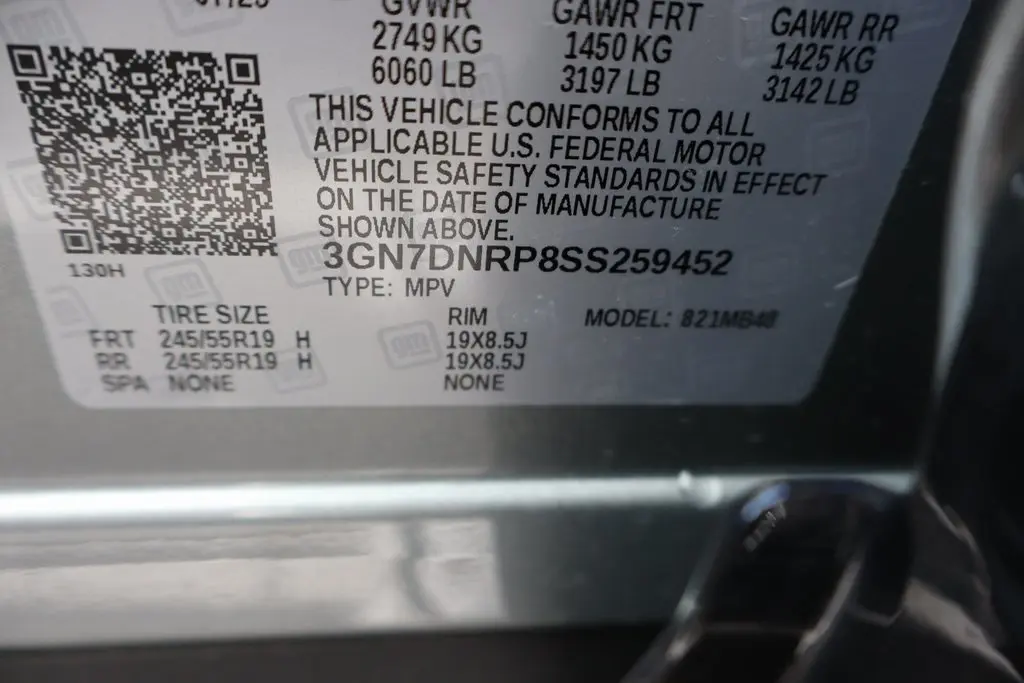 GVWR GAWR FRT GAWR RR
2749 KG 1450 KG 1425 KG
6060 LB 3197 LB 3142 LB
THIS VEHICLE CONFORMS TO ALL
APPLICABLE U.S. FEDERAL MOTOR
VEHICLE SAFETY STANDARDS IN EFFECT
ON THE DATE OF MANUFACTURE
SHOWN ABOVE.
3GN7DNRP8SS259452
130H
TYPE: MPV
TIRE SIZE RIM MODEL: 821MB48
FRT 245/55R19 H 19X8.5J
RR 245/55R19 H 19X8.5J
SPA NONE NONE